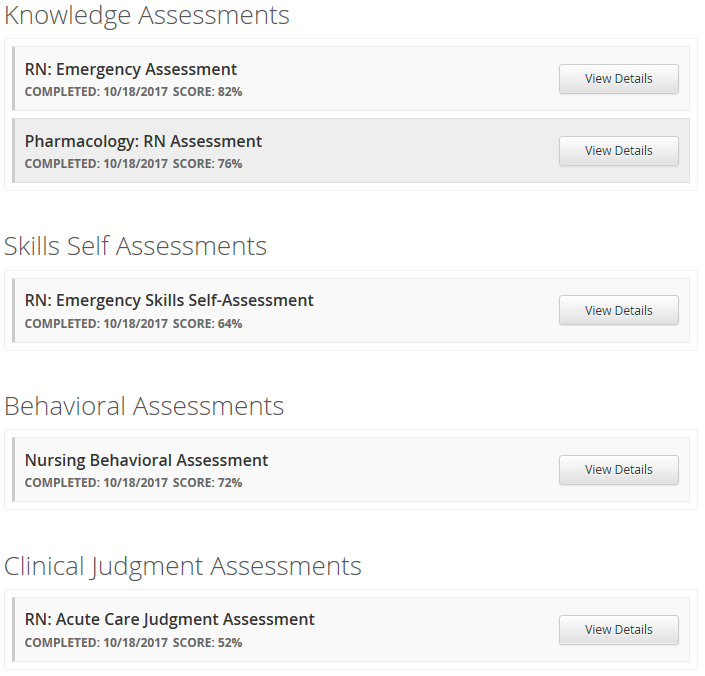 Knowledge Assessments
RN: Emergency Assessment
COMPLETED: 10/18/2017 SCORE: 82%
View Details
Pharmacology: RN Assessment
COMPLETED: 10/18/2017 SCORE: 76%
View Details
Skills Self Assessments
RN: Emergency Skills Self-Assessment
COMPLETED: 10/18/2017 SCORE: 64%
View Details
Behavioral Assessments
Nursing Behavioral Assessment
COMPLETED: 10/18/2017 SCORE: 72%
View Details
Clinical Judgment Assessments
RN: Acute Care Judgment Assessment
COMPLETED: 10/18/2017 SCORE: 52%
View Details